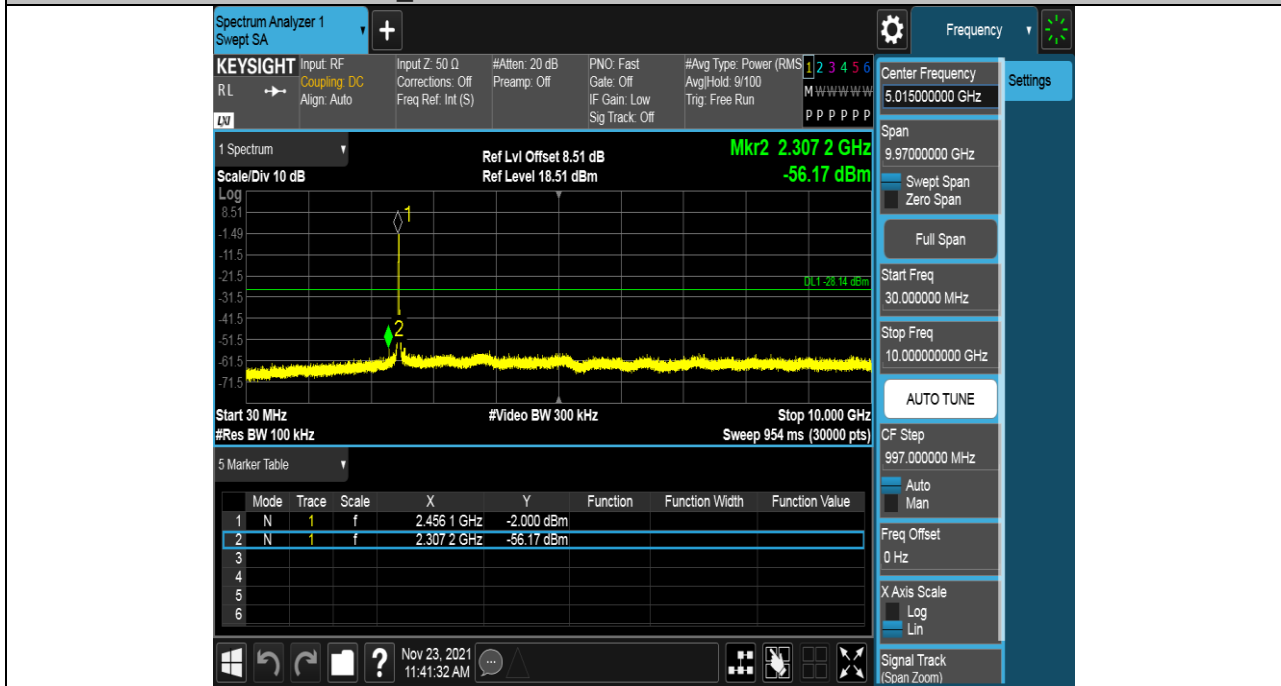 Spectrum Analyzer 1
Swept SA
+
Frequency
KEYSIGHT
RL
LXI
Input: RF
Coupling: DC
Align: Auto
Input Z: 50 Ω
Corrections: Off
Freq Ref: Int (S)
#Atten: 20 dB
Preamp: Off
PNO: Fast
Gate: Off
IF Gain: Low
Sig Track: Off
#Avg Type: Power (RMS
Avg|Hold: 9/100
Trig: Free Run
1 2 3 4 5 6
M W W W W W
P P P P P P
Center Frequency
5.015000000 GHz
Settings
Span
9.97000000 GHz
Swept Span
Zero Span
Full Span
Start Freq
30.000000 MHz
Stop Freq
10.000000000 GHz
AUTO TUNE
CF Step
997.000000 MHz
Auto
Man
Freq Offset
0 Hz
X Axis Scale
Log
Lin
Signal Track
(Span Zoom)
1 Spectrum
Scale/Div 10 dB
Ref Lvl Offset 8.51 dB
Ref Level 18.51 dBm
Mkr2 2.307 2 GHz
-56.17 dBm
Log
8.51
-1.49
-11.5
-21.5
-31.5
-41.5
-51.5
-61.5
-71.5
1
2
DL1 -28.14 dBm
Start 30 MHz
#Video BW 300 kHz
Stop 10.000 GHz
#Res BW 100 kHz
Sweep 954 ms (30000 pts)
5 Marker Table
Mode Trace Scale X Y Function Function Width Function Value
1 N 1 f 2.456 1 GHz -2.000 dBm
2 N 1 f 2.307 2 GHz -56.17 dBm
3
4
5
6
?
Nov 23, 2021
11:41:32 AM